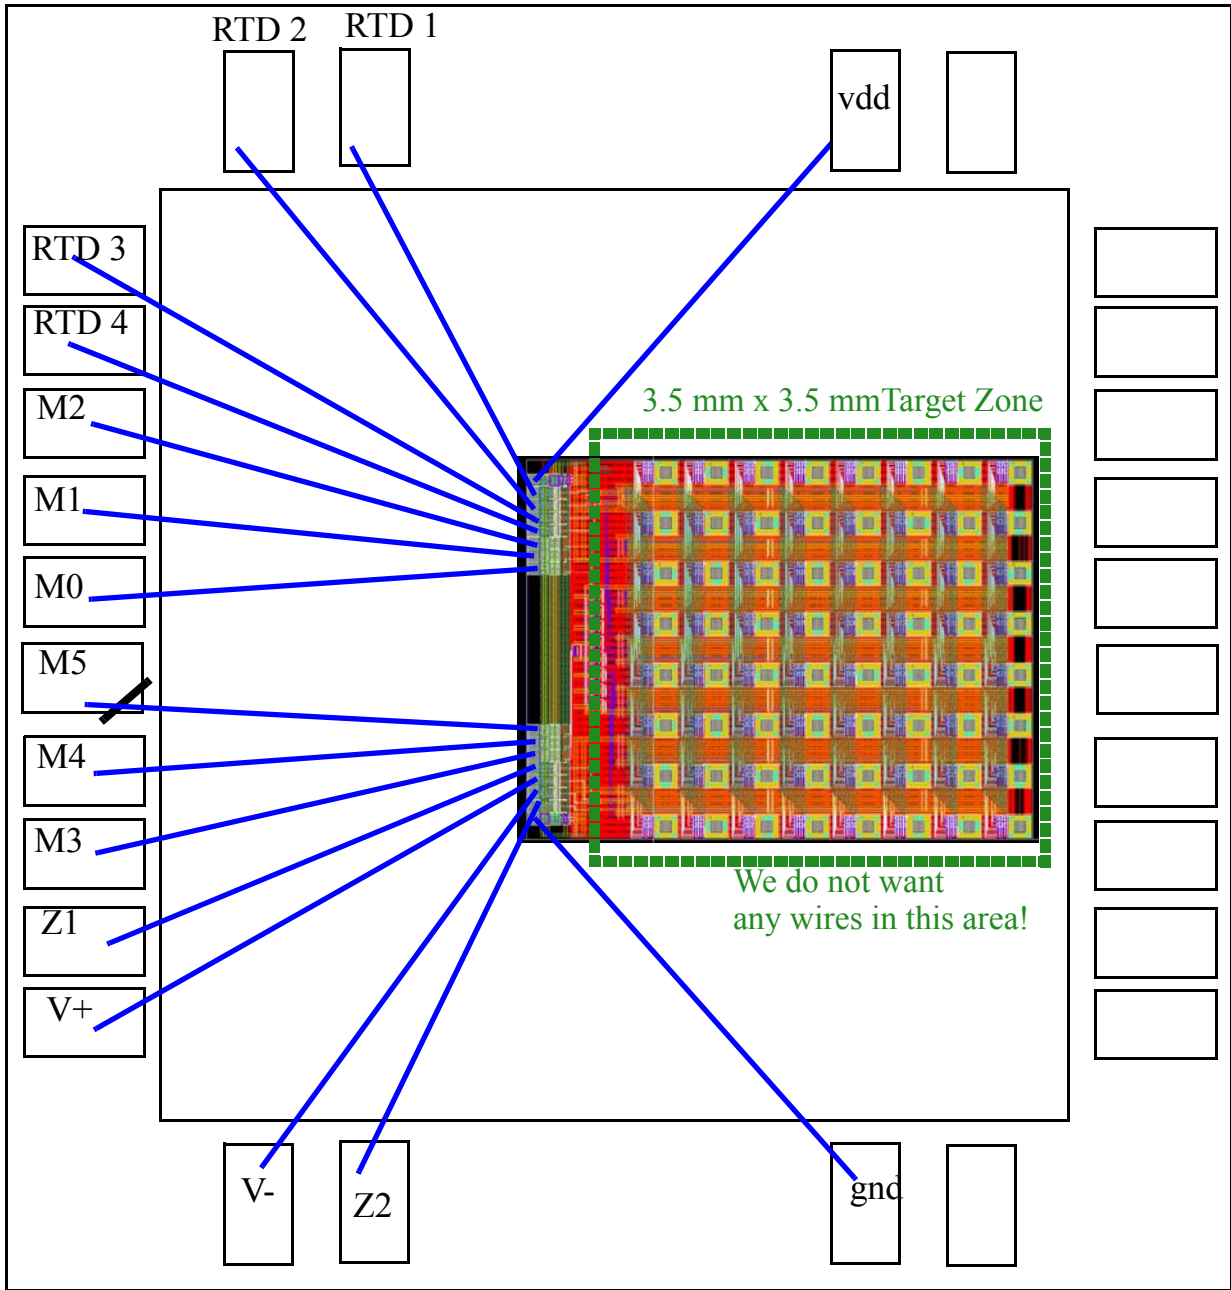 RTD 2
RTD 1
vdd
RTD 3
RTD 4
M2
M1
M0
M5
M4
M3
Z1
V+
3.5 mm x 3.5 mmTarget Zone
We do not want
any wires in this area!
V-
Z2
gnd